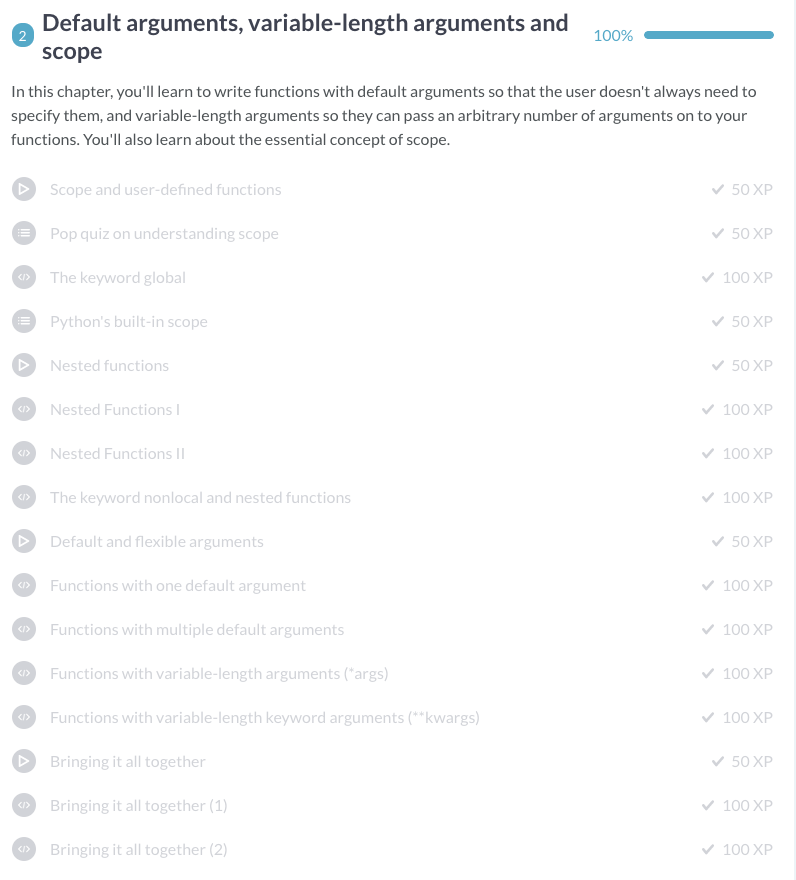 2
Default arguments, variable-length arguments and
scope
100%
In this chapter, you'll learn to write functions with default arguments so that the user doesn't always need to
specify them, and variable-length arguments so they can pass an arbitrary number of arguments on to your
functions. You'll also learn about the essential concept of scope.
Scope and user-defined functions 50 XP
Pop quiz on understanding scope 50 XP
The keyword global 100 XP
Python's built-in scope 50 XP
Nested functions 50 XP
Nested Functions I 100 XP
Nested Functions II 100 XP
The keyword nonlocal and nested functions 100 XP
Default and flexible arguments 50 XP
Functions with one default argument 100 XP
Functions with multiple default arguments 100 XP
Functions with variable-length arguments (*args) 100 XP
Functions with variable-length keyword arguments (**kwargs) 100 XP
Bringing it all together 50 XP
Bringing it all together (1) 100 XP
Bringing it all together (2) 100 XP